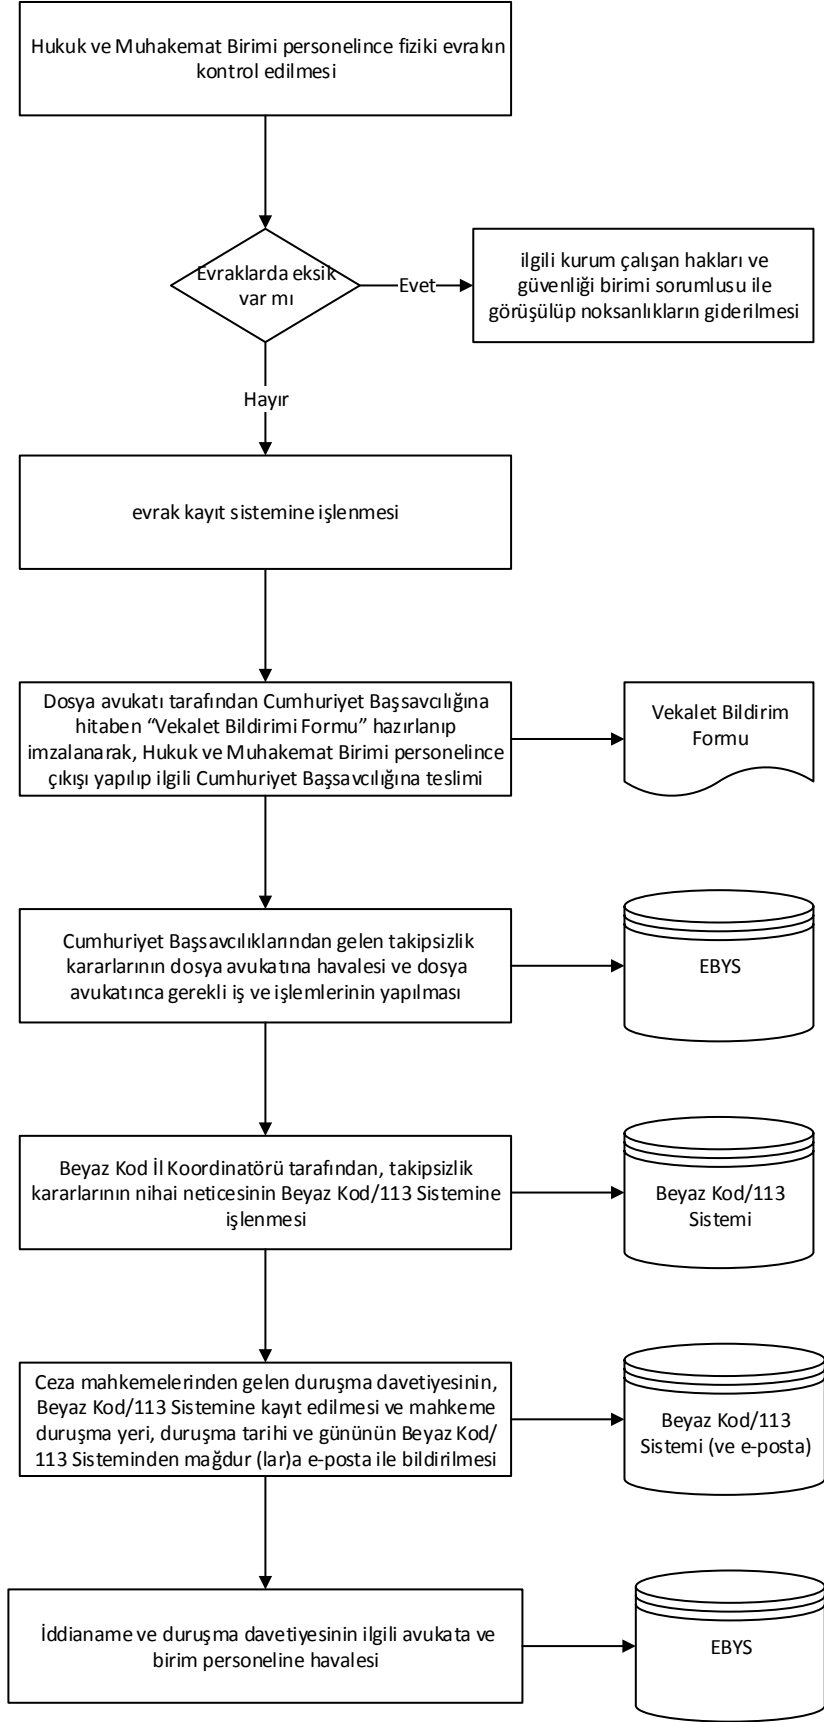 Hukuk ve Muhakemat Birimi personelince fiziki evrakın
kontrol edilmesi
Evraklarda eksik
var mı
Evet
ilgili kurum çalışan hakları ve
güvenliği birimi sorumlusu ile
görüşülüp noksanlıkların giderilmesi
Hayır
evrak kayıt sistemine işlenmesi
Dosya avukatı tarafından Cumhuriyet Başsavcılığına
hitaben “Vekalet Bildirimi Formu” hazırlanıp
imzalanarak, Hukuk ve Muhakemat Birimi personelince
çıkışı yapılıp ilgili Cumhuriyet Başsavcılığına teslimi
Vekalet Bildirim
Formu
Cumhuriyet Başsavcılıklarından gelen takipsizlik
kararlarının dosya avukatına havalesi ve dosya
avukatınca gerekli iş ve işlemlerinin yapılması
EBYS
Beyaz Kod İl Koordinatörü tarafından, takipsizlik
kararlarının nihai neticesinin Beyaz Kod/113 Sistemine
işlenmesi
Beyaz Kod/113
Sistemi
Ceza mahkemelerinden gelen duruşma davetiyesinin,
Beyaz Kod/113 Sistemine kayıt edilmesi ve mahkeme
duruşma yeri, duruşma tarihi ve gününün Beyaz Kod/
113 Sisteminden mağdur (lar)a e-posta ile bildirilmesi
Beyaz Kod/113
Sistemi (ve e-posta)
İddianame ve duruşma davetiyesinin ilgili avukata ve
birim personeline havalesi
EBYS